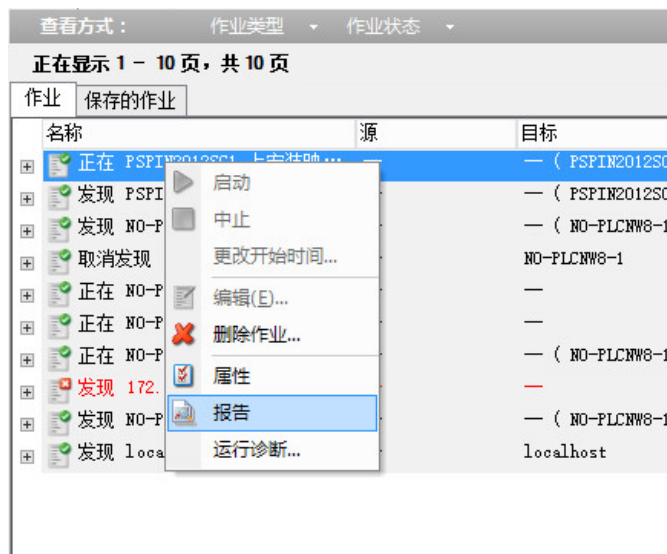 查看方式： 作业类型 作业状态
正在显示 1 - 10 页，共 10 页
作业 保存的作业
名称 源 目标
正在 PSPIN2012SC1 上安装映... — — ( PSPIN2012SC
发现 PSPI — ( PSPIN2012SC
发现 NO-P — ( NO-PLCNW8-1
取消发现 NO-PLCNW8-1
正在 NO-P —
正在 NO-P —
正在 NO-P — ( NO-PLCNW8-1
发现 172. —
发现 NO-P — ( NO-PLCNW8-1
发现 loca localhost
启动
中止
更改开始时间...
编辑(E)...
删除作业...
属性
报告
运行诊断...